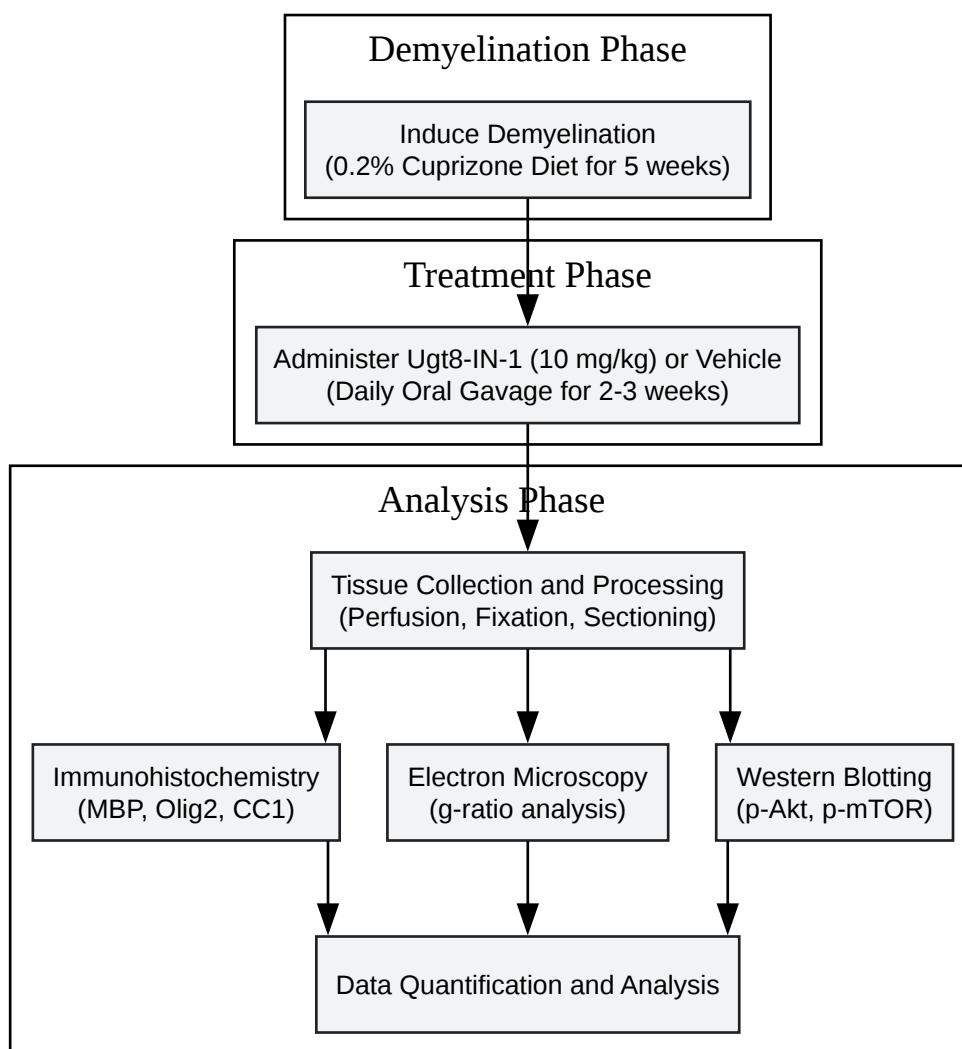 Demyelination Phase
Induce Demyelination
(0.2% Cuprizone Diet for 5 weeks)
Treatment Phase
Administer Ugt8-IN-1 (10 mg/kg) or Vehicle
(Daily Oral Gavage for 2-3 weeks)
Analysis Phase
Tissue Collection and Processing
(Perfusion, Fixation, Sectioning)
Immunohistochemistry
(MBP, Olig2, CC1)
Electron Microscopy
(g-ratio analysis)
Western Blotting
(p-Akt, p-mTOR)
Data Quantification and Analysis